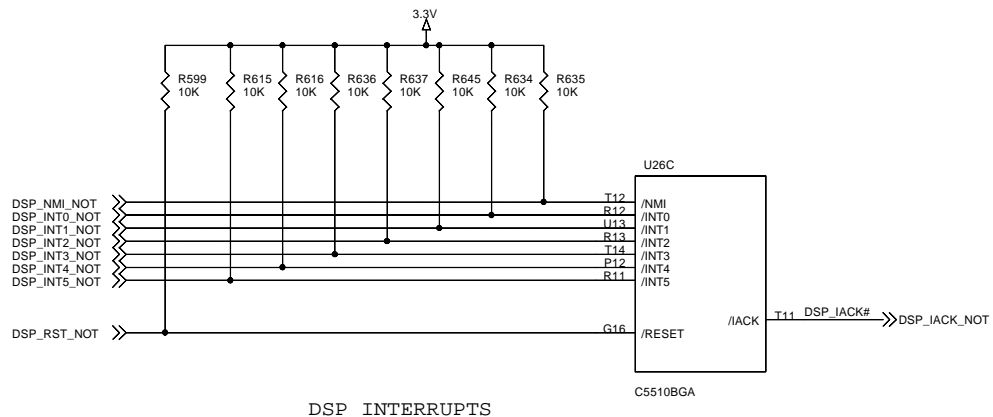 3.3V
R599 R615 R616 R636 R637 R645 R634 R635
10K 10K 10K 10K 10K 10K 10K 10K
U26C
DSP_NMI_NOT T12 /NMI
DSP_INT0_NOT R12 /INT0
DSP_INT1_NOT U13 /INT1
DSP_INT2_NOT R13 /INT2
DSP_INT3_NOT T14 /INT3
DSP_INT4_NOT P12 /INT4
DSP_INT5_NOT R11 /INT5
/IACK T11 DSP_IACK# DSP_IACK_NOT
DSP_RST_NOT G16 /RESET
C5510BGA
DSP INTERRUPTS